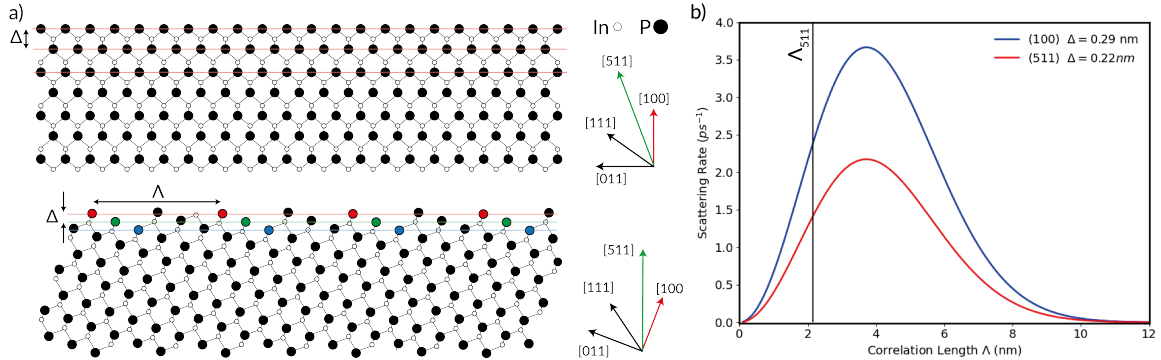 a)
Δ
In P
[511]
[100]
[111]
[011]
Λ
Δ
[511]
[111]
[100
[011]
b)
4.0
3.5
3.0
2.5
2.0
1.5
1.0
0.5
0.0
Scattering Rate (ps⁻¹)
Λ₅₁₁
(100) Δ = 0.29 nm
(511) Δ = 0.22nm
0 2 4 6 8 10 12
Correlation Length Λ (nm)